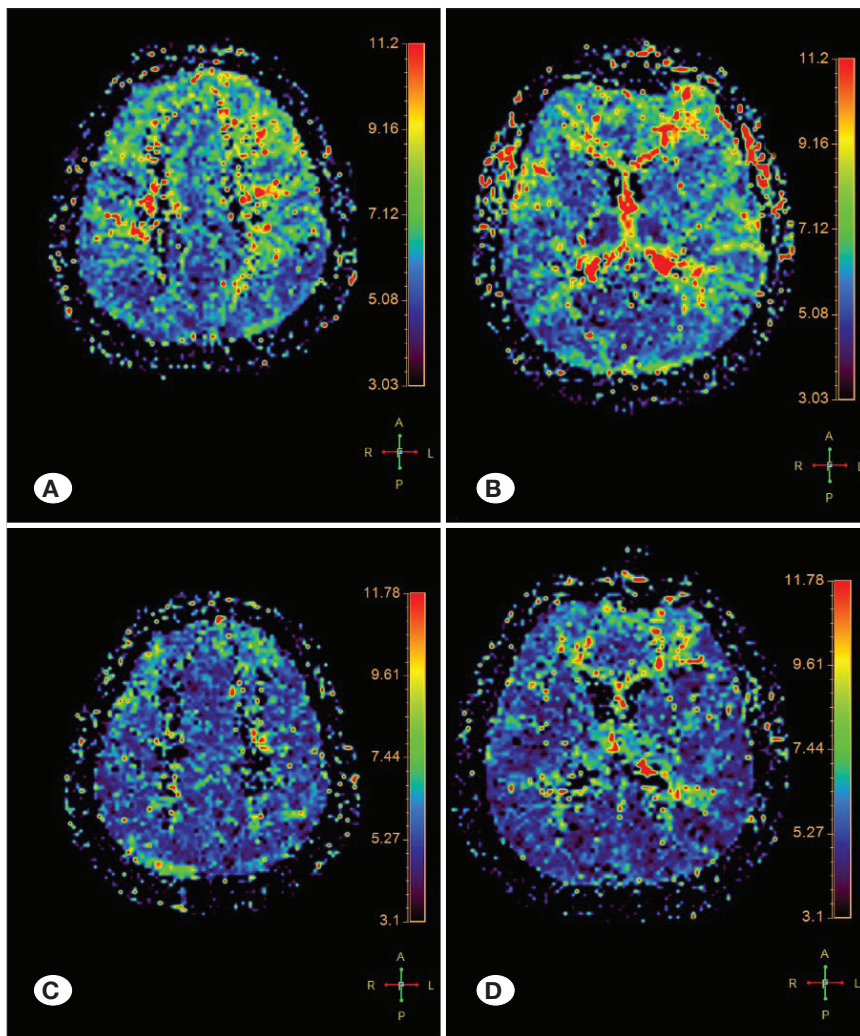 11.2
9.16
7.12
5.08
3.03
A
R L
P
A
11.2
9.16
7.12
5.08
3.03
A
R L
P
B
11.78
9.61
7.44
5.27
3.1
A
R L
P
C
11.78
9.61
7.44
5.27
3.1
A
R L
P
D